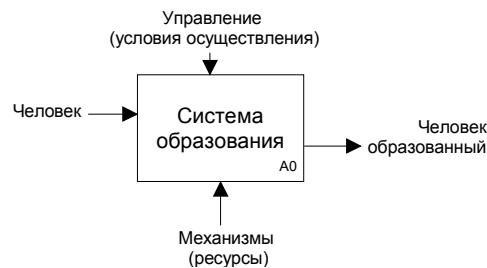 Управление
(условия осуществления)
Человек
Система
образования
A0
Человек
образованный
Механизмы
(ресурсы)